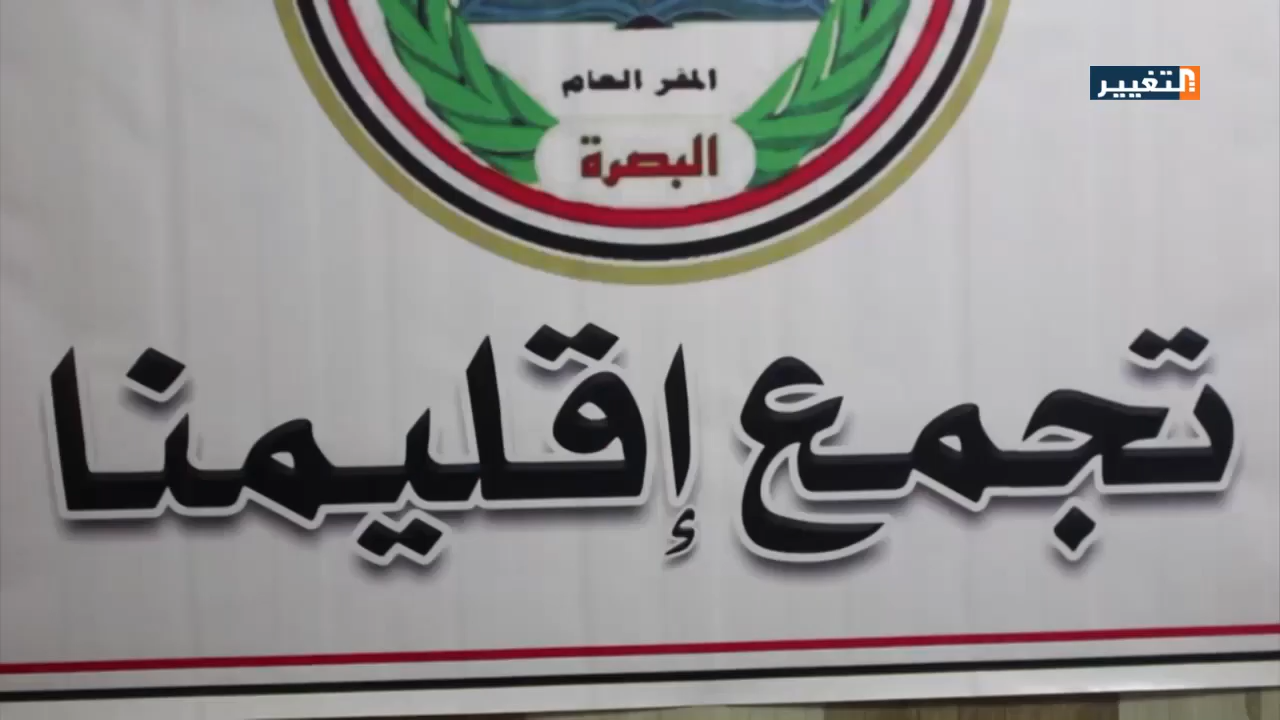 التغيير
المقر العام
البصرة
تجمع إقليمنا